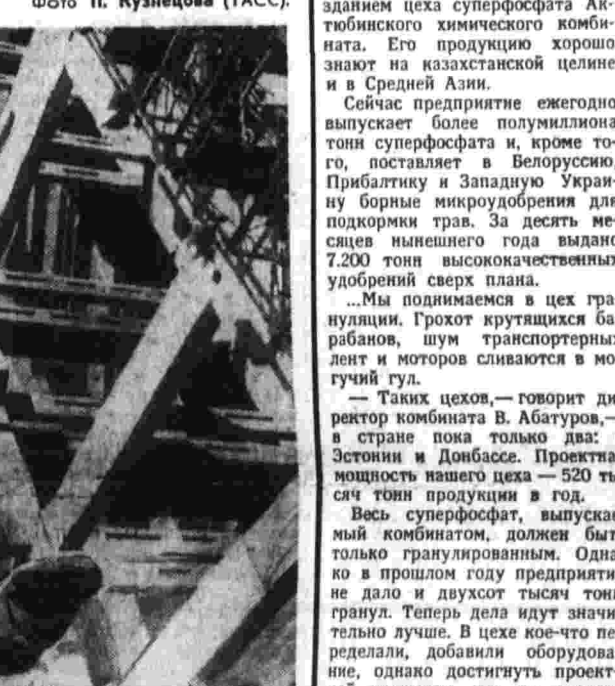 Фото П. Кузнецова (ТАСС).
зданием цеха суперфосфата Ак-
тюбинского химического комби-
ната. Его продукцию хорошо
знают на казахстанской целине
и в Средней Азии.
Сейчас предприятие ежегодно
выпускает более полумиллиона
тонн суперфосфата и, кроме то-
го, поставляет в Белоруссию,
Прибалтику и Западную Украи-
ну борные микроудобрения для
подкормки трав. За десять ме-
сяцев нынешнего года выдано
7.200 тонн высококачественных
удобрений сверх плана.
...Мы поднимаемся в цех гра
нуляции. Грохот крутящихся ба
рабанов, шум транспортерны
лент и моторов сливаются в мо
гучий гул.
— Таких цехов,— говорит ди
ректор комбината В. Абатуров,—
в стране пока только два:
Эстонии и Донбассе. Проектна
мощность нашего цеха — 520 ты
сяч тонн продукции в год.
Весь суперфосфат, выпускае
мый комбинатом, должен быт
только гранулированным. Одна
ко в прошлом году предприяти
не дало и двухсот тысяч тонн
гранул. Теперь дела идут значи
тельно лучше. В цехе кое-что пе
ределали, добавили оборудова
ние, однако достигнуть проект